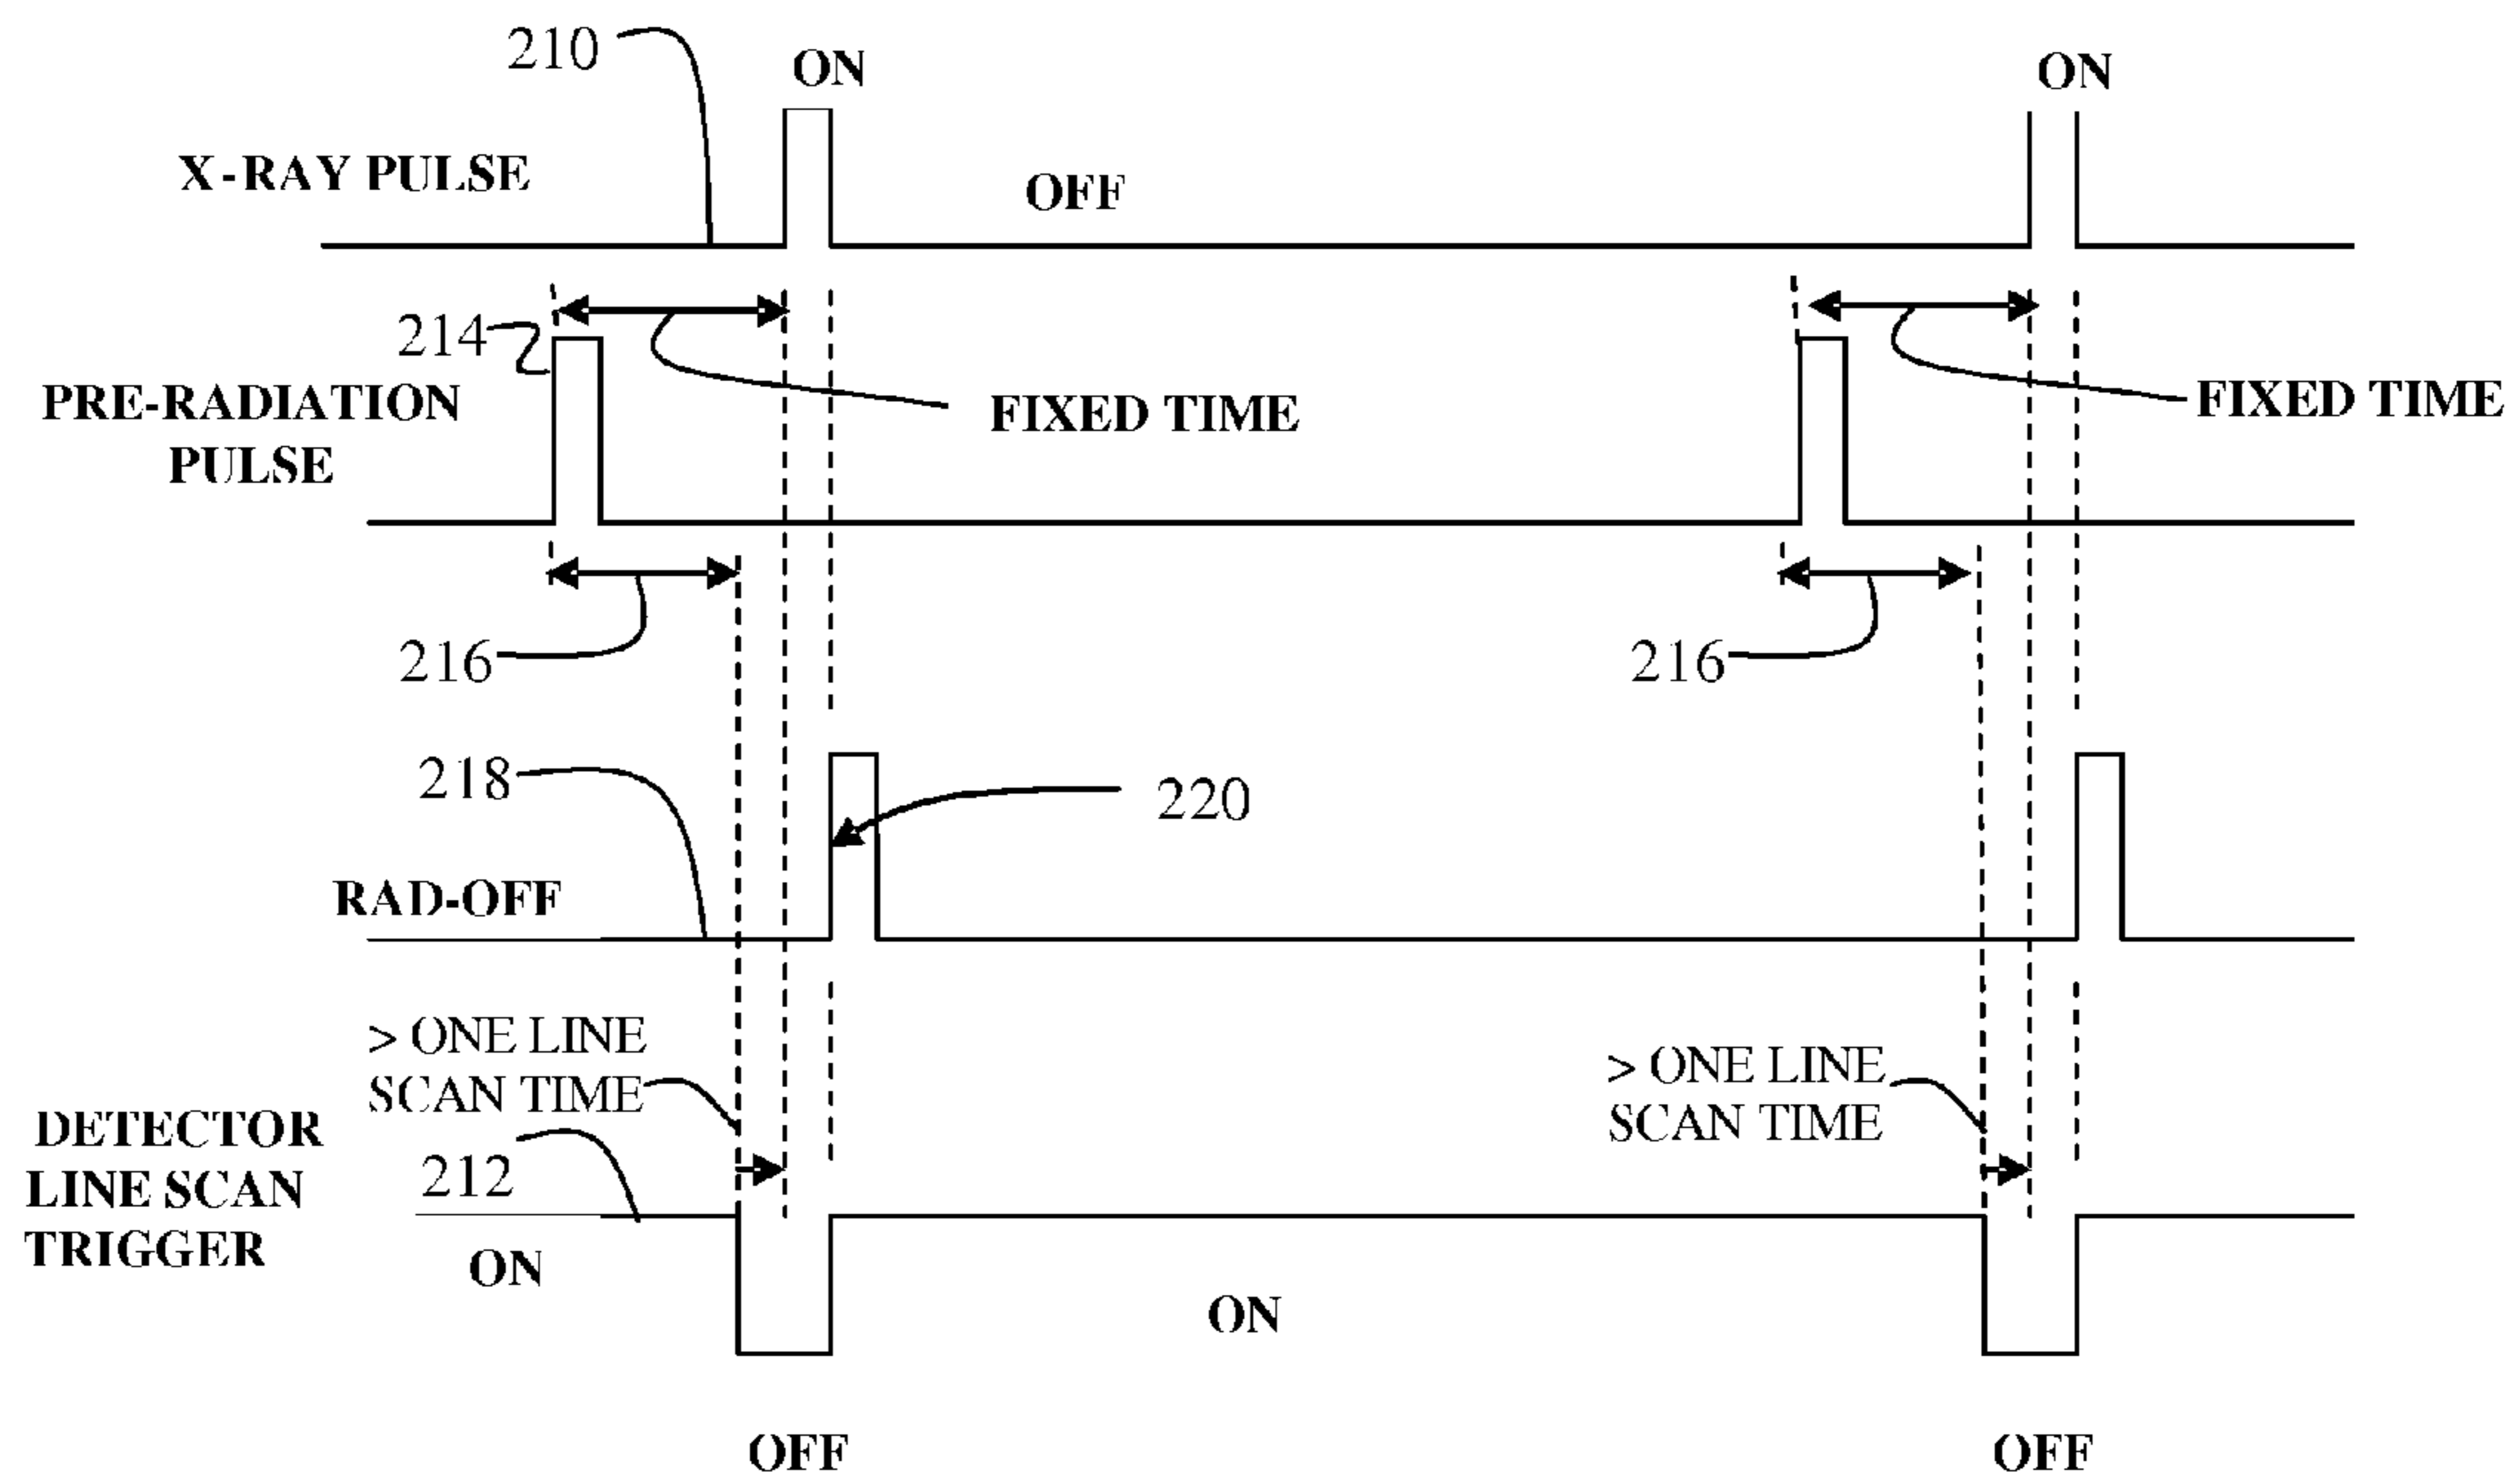 210
ON
ON
X-RAY PULSE
OFF
214
PRE-RADIATION
PULSE
FIXED TIME
FIXED TIME
216
216
218
220
RAD-OFF
> ONE LINE
SCAN TIME
> ONE LINE
SCAN TIME
DETECTOR
LINE SCAN
TRIGGER
212
ON
ON
OFF
OFF